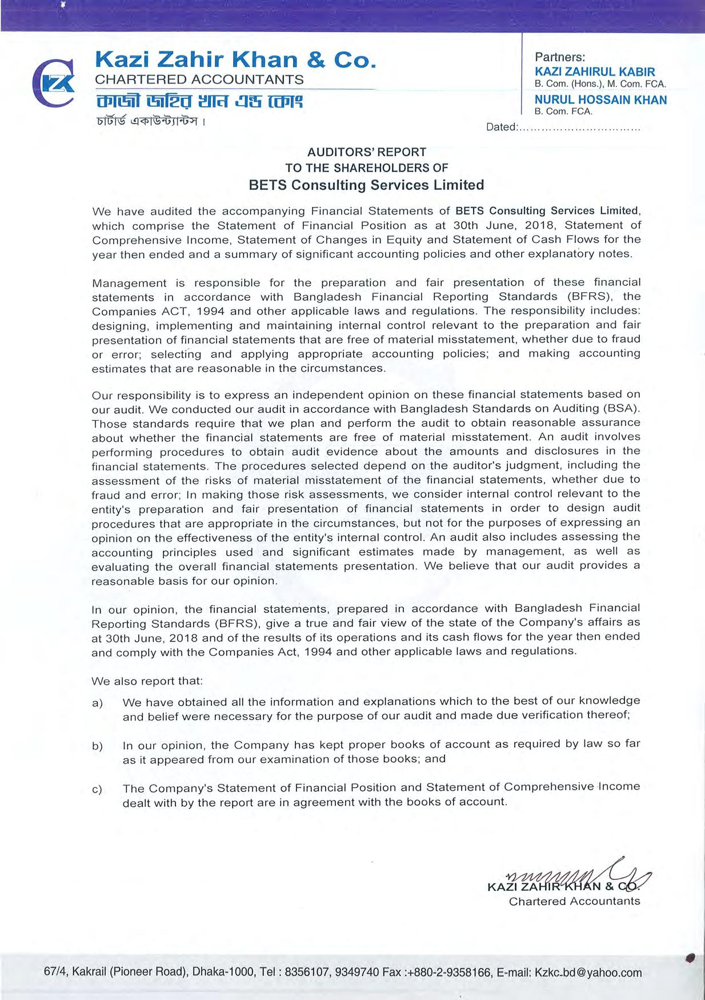 Kazi Zahir Khan & Co.
CHARTERED ACCOUNTANTS
কাজী জহির খান এন্ড কোং
চার্টার্ড একাউন্ট্যান্টস ।
KZ
Partners:
KAZI ZAHIRUL KABIR
B. Com. (Hons.), M. Com. FCA.
NURUL HOSSAIN KHAN
B. Com. FCA.
Dated:.................................
AUDITORS' REPORT
TO THE SHAREHOLDERS OF
BETS Consulting Services Limited
We have audited the accompanying Financial Statements of BETS Consulting Services Limited,
which comprise the Statement of Financial Position as at 30th June, 2018, Statement of
Comprehensive Income, Statement of Changes in Equity and Statement of Cash Flows for the
year then ended and a summary of significant accounting policies and other explanatory notes.
Management is responsible for the preparation and fair presentation of these financial
statements in accordance with Bangladesh Financial Reporting Standards (BFRS), the
Companies ACT, 1994 and other applicable laws and regulations. The responsibility includes:
designing, implementing and maintaining internal control relevant to the preparation and fair
presentation of financial statements that are free of material misstatement, whether due to fraud
or error; selecting and applying appropriate accounting policies; and making accounting
estimates that are reasonable in the circumstances.
Our responsibility is to express an independent opinion on these financial statements based on
our audit. We conducted our audit in accordance with Bangladesh Standards on Auditing (BSA).
Those standards require that we plan and perform the audit to obtain reasonable assurance
about whether the financial statements are free of material misstatement. An audit involves
performing procedures to obtain audit evidence about the amounts and disclosures in the
financial statements. The procedures selected depend on the auditor's judgment, including the
assessment of the risks of material misstatement of the financial statements, whether due to
fraud and error; In making those risk assessments, we consider internal control relevant to the
entity's preparation and fair presentation of financial statements in order to design audit
procedures that are appropriate in the circumstances, but not for the purposes of expressing an
opinion on the effectiveness of the entity's internal control. An audit also includes assessing the
accounting principles used and significant estimates made by management, as well as
evaluating the overall financial statements presentation. We believe that our audit provides a
reasonable basis for our opinion.
In our opinion, the financial statements, prepared in accordance with Bangladesh Financial
Reporting Standards (BFRS), give a true and fair view of the state of the Company's affairs as
at 30th June, 2018 and of the results of its operations and its cash flows for the year then ended
and comply with the Companies Act, 1994 and other applicable laws and regulations.
We also report that:
a) We have obtained all the information and explanations which to the best of our knowledge
and belief were necessary for the purpose of our audit and made due verification thereof;
b) In our opinion, the Company has kept proper books of account as required by law so far
as it appeared from our examination of those books; and
c) The Company's Statement of Financial Position and Statement of Comprehensive Income
dealt with by the report are in agreement with the books of account.
KAZI ZAHIR KHAN & CO.
Chartered Accountants
67/4, Kakrail (Pioneer Road), Dhaka-1000, Tel : 8356107, 9349740 Fax :+880-2-9358166, E-mail: Kzkc_bd@yahoo.com